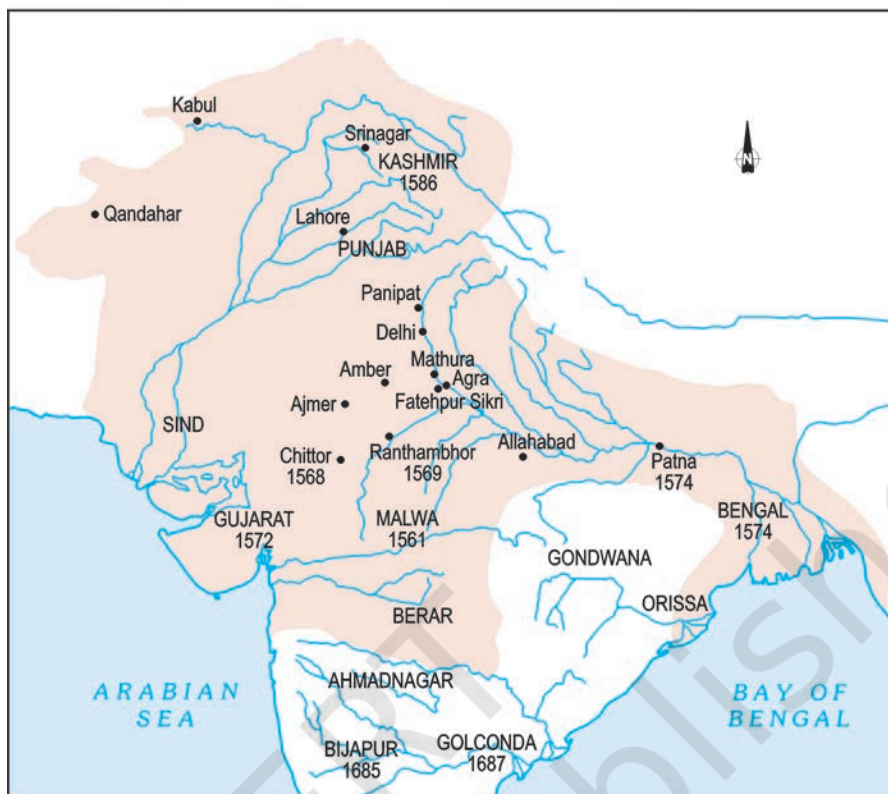 Kabul
Srinagar
KASHMIR
1586
Qandahar
Lahore
PUNJAB
Panipat
Delhi
Mathura
Amber
Agra
Fatehpur Sikri
Ajmer
SIND
Ranthambhor
1569
Allahabad
Chittor
1568
Patna
1574
GUJARAT
1572
MALWA
1561
BENGAL
1574
GONDWANA
BERAR
ORISSA
AHMADNAGAR
ARABIAN
SEA
BAY OF
BENGAL
BIJAPUR
1685
GOLCONDA
1687
N